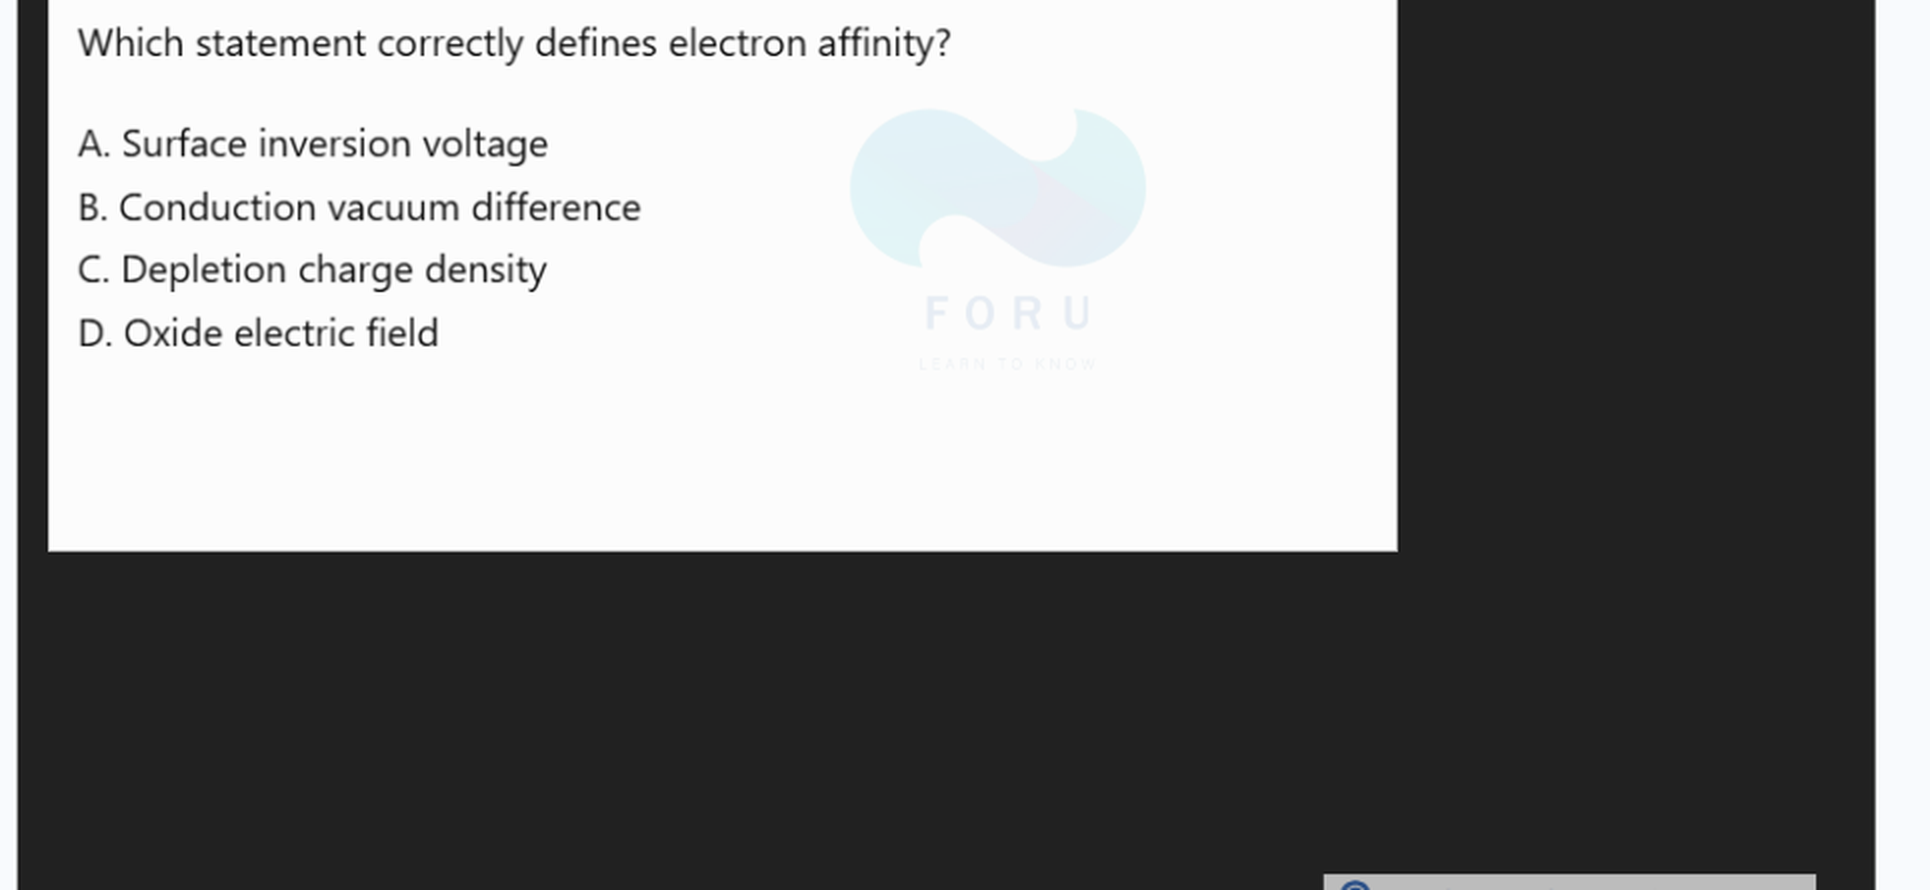 Which statement correctly defines electron affinity?
A. Surface inversion voltage
B. Conduction vacuum difference
C. Depletion charge density
D. Oxide electric field
FORU
LEARN TO KNOW